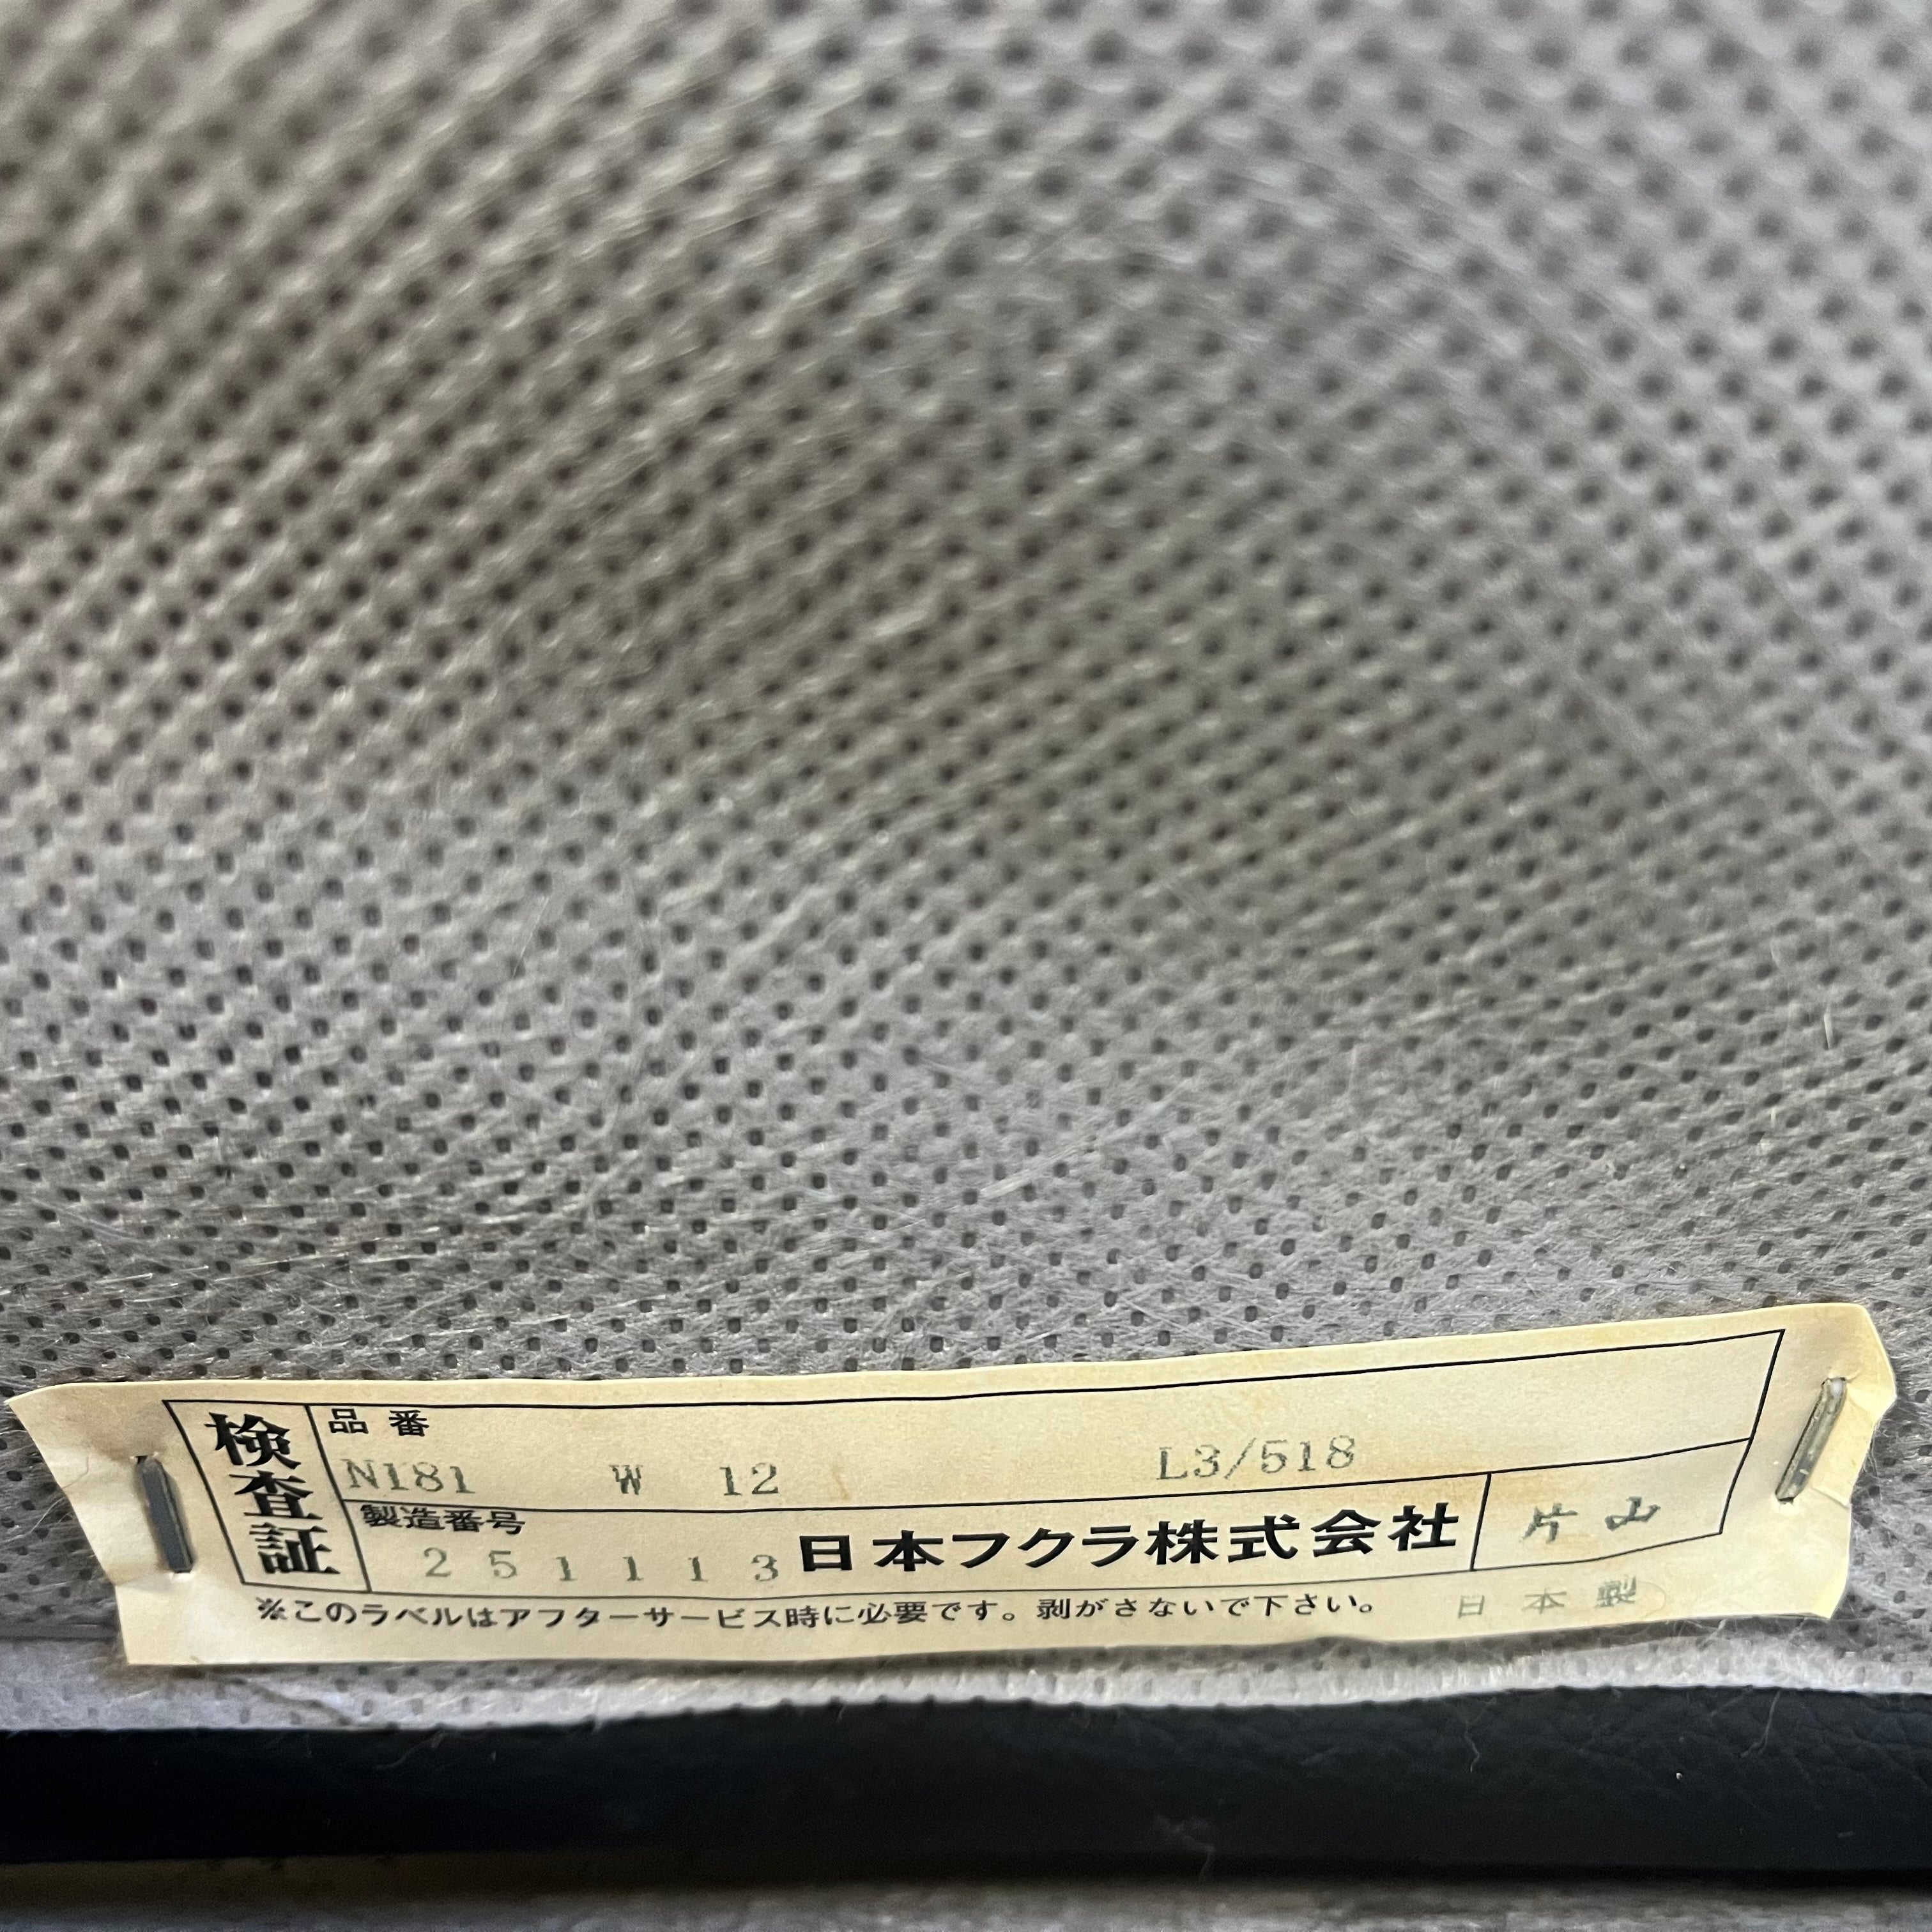 検査証
品番
N181 W 12 L3/518
製造番号
251113 日本フクラ株式会社 片山
※このラベルはアフターサービス時に必要です。剥がさないで下さい。 日本製